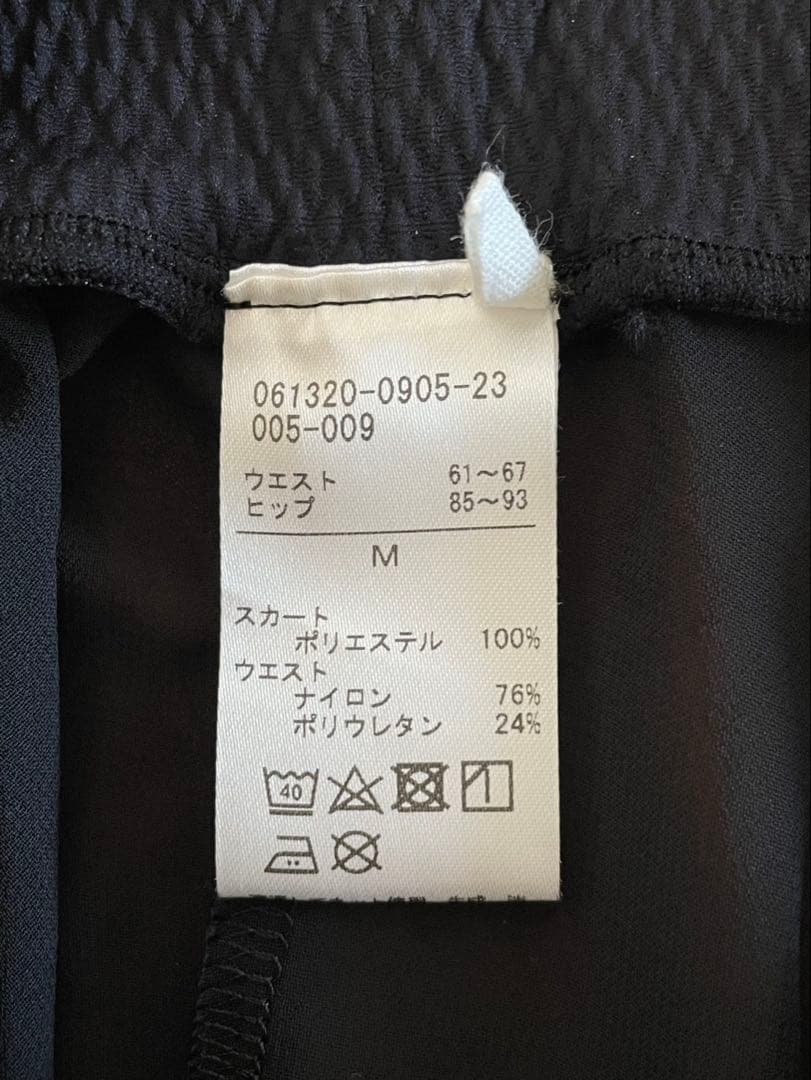 061320-0905-23
005-009
ウエスト 61～67
ヒップ 85～93
M
スカート
ポリエステル 100%
ウエスト
ナイロン 76%
ポリウレタン 24%
40